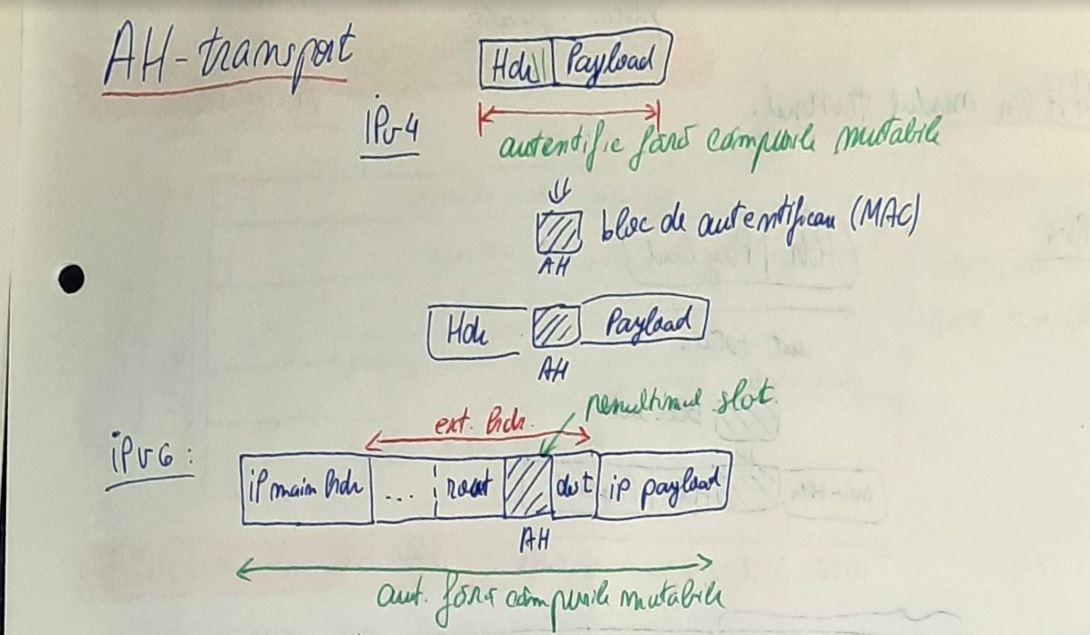 AH-transport
Hdr Payload
IPv4
autentific fără câmpurile mutabile
bloc de autentificare (MAC)
AH
Hdr Payload
AH
ext. hdr. penultimul slot.
IPv6:
IP main hdr ... rout dst ip payload
AH
aut. fără câmpurile mutabile